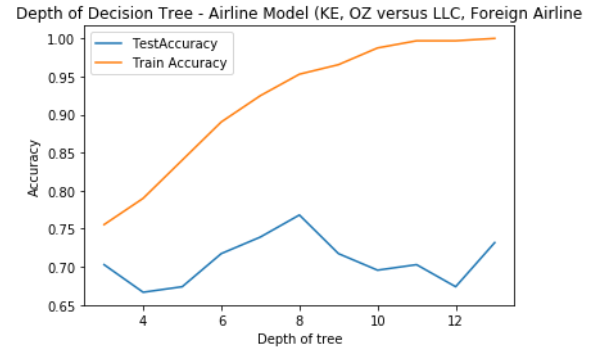 Depth of Decision Tree - Airline Model (KE, OZ versus LLC, Foreign Airline
TestAccuracy
Train Accuracy
Accuracy
1.00
0.95
0.90
0.85
0.80
0.75
0.70
0.65
4 6 8 10 12
Depth of tree